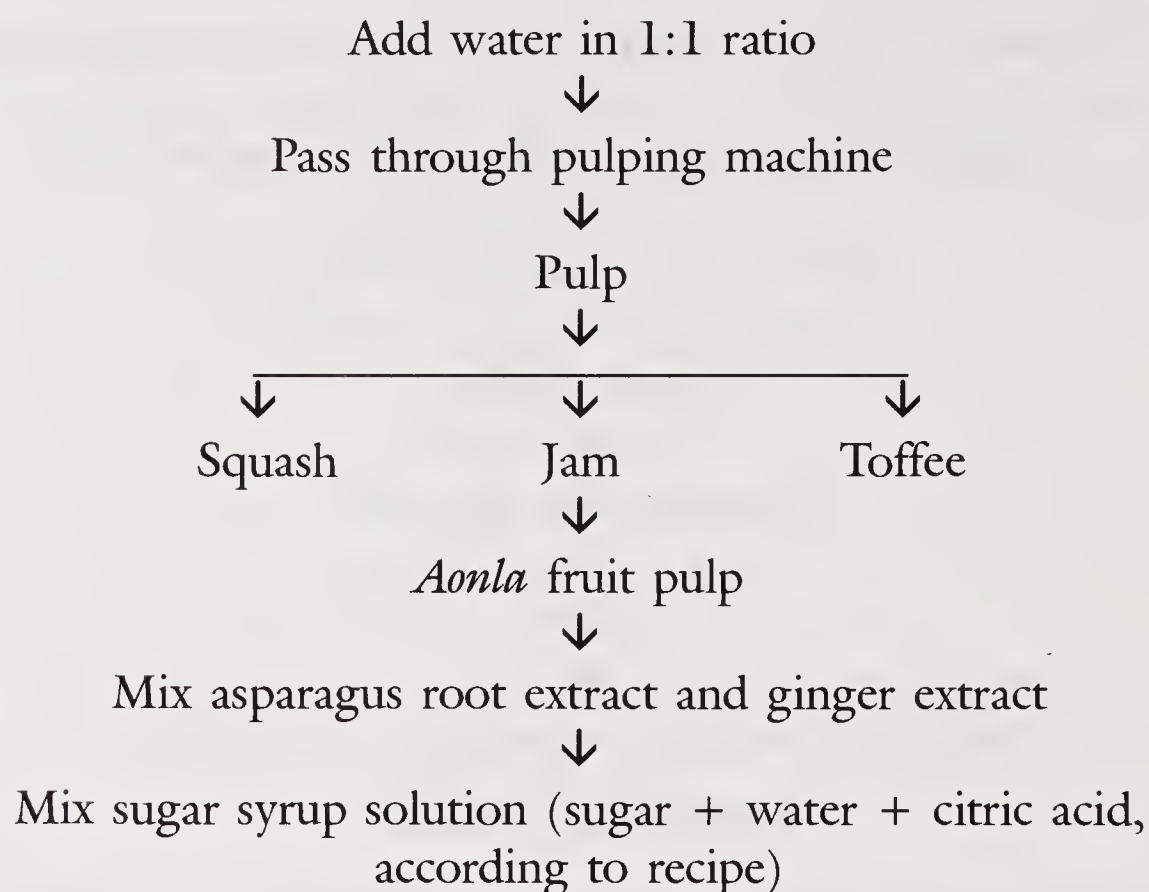 Add water in 1:1 ratio
Pass through pulping machine
Pulp
Squash Jam Toffee
Aonla fruit pulp
Mix asparagus root extract and ginger extract
Mix sugar syrup solution (sugar + water + citric acid,
according to recipe)